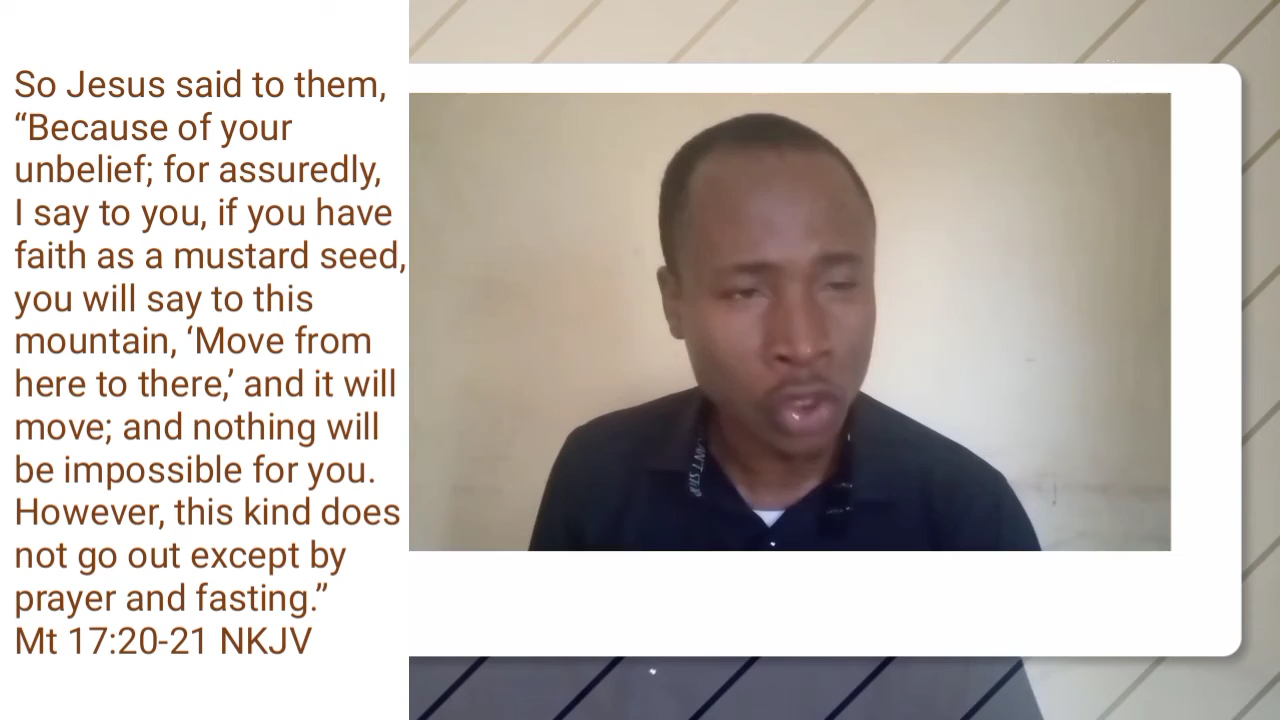 So Jesus said to them,
“Because of your
unbelief; for assuredly,
I say to you, if you have
faith as a mustard seed,
you will say to this
mountain, ‘Move from
here to there,’ and it will
move; and nothing will
be impossible for you.
However, this kind does
not go out except by
prayer and fasting.”
Mt 17:20-21 NKJV